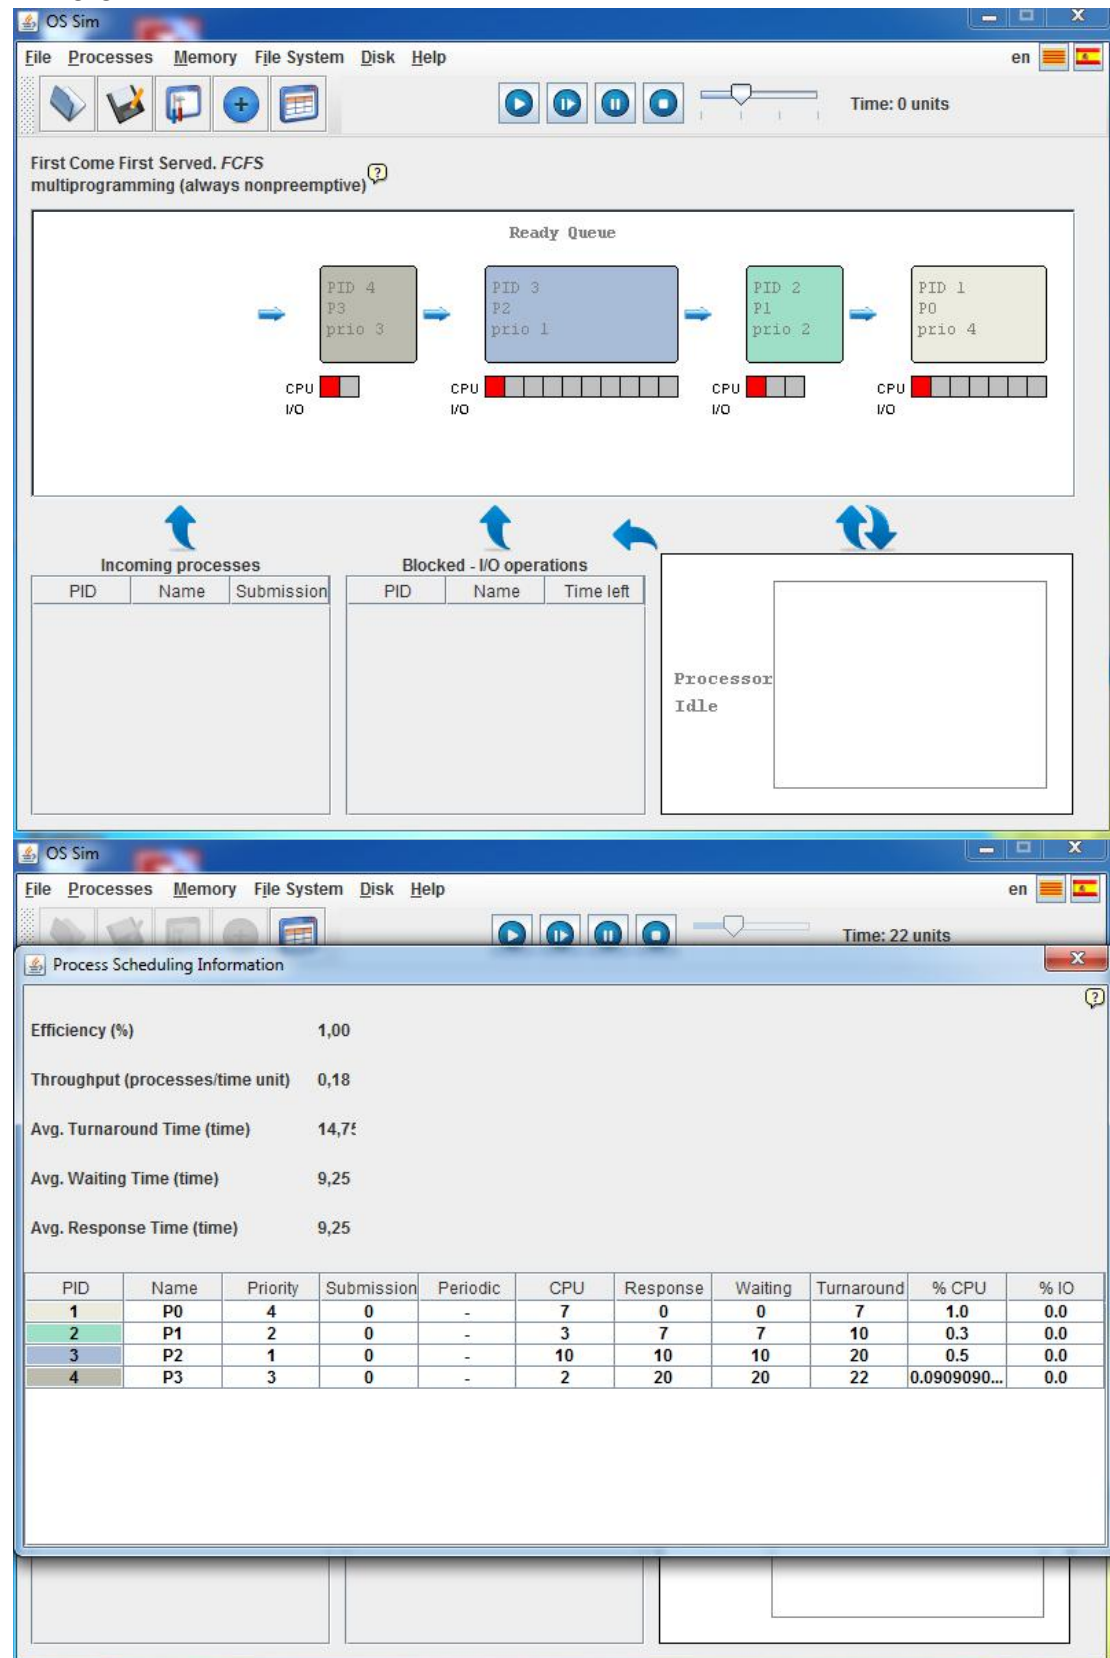 OS Sim
File Processes Memory File System Disk Help en
Time: 0 units
First Come First Served. FCFS
multiprogramming (always nonpreemptive) ?
Ready Queue
PID 4 PID 3 PID 2 PID 1
P3 P2 P1 P0
prio 3 prio 1 prio 2 prio 4
CPU CPU CPU CPU
I/O I/O I/O I/O
Incoming processes Blocked - I/O operations
PID Name Submission PID Name Time left
Processor
Idle
OS Sim
File Processes Memory File System Disk Help en
Time: 22 units
Process Scheduling Information
?
Efficiency (%) 1,00
Throughput (processes/time unit) 0,18
Avg. Turnaround Time (time) 14,75
Avg. Waiting Time (time) 9,25
Avg. Response Time (time) 9,25
PID Name Priority Submission Periodic CPU Response Waiting Turnaround % CPU % IO
1 P0 4 0 - 7 0 0 7 1.0 0.0
2 P1 2 0 - 3 7 7 10 0.3 0.0
3 P2 1 0 - 10 10 10 20 0.5 0.0
4 P3 3 0 - 2 20 20 22 0.0909090... 0.0